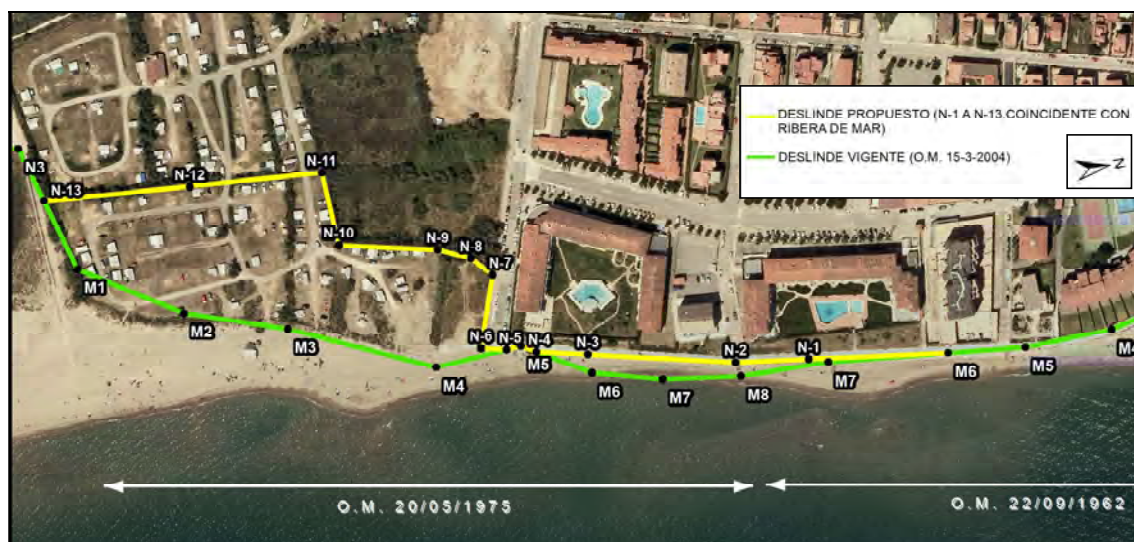 DESLINDE PROPUESTO (N-1 A N-13 COINCIDENTE CON
RIBERA DE MAR)
DESLINDE VIGENTE (O.M. 15-3-2004)
Z
N3
N-13
N-12
N-11
N-10
N-9
N-8
N-7
M1
M2
M3
M4
N-6
N-5
N-4
M5
N-3
M6
M7
N-2
M8
N-1
M7
M6
M5
M4
O.M. 20/05/1975
O.M. 22/09/1962